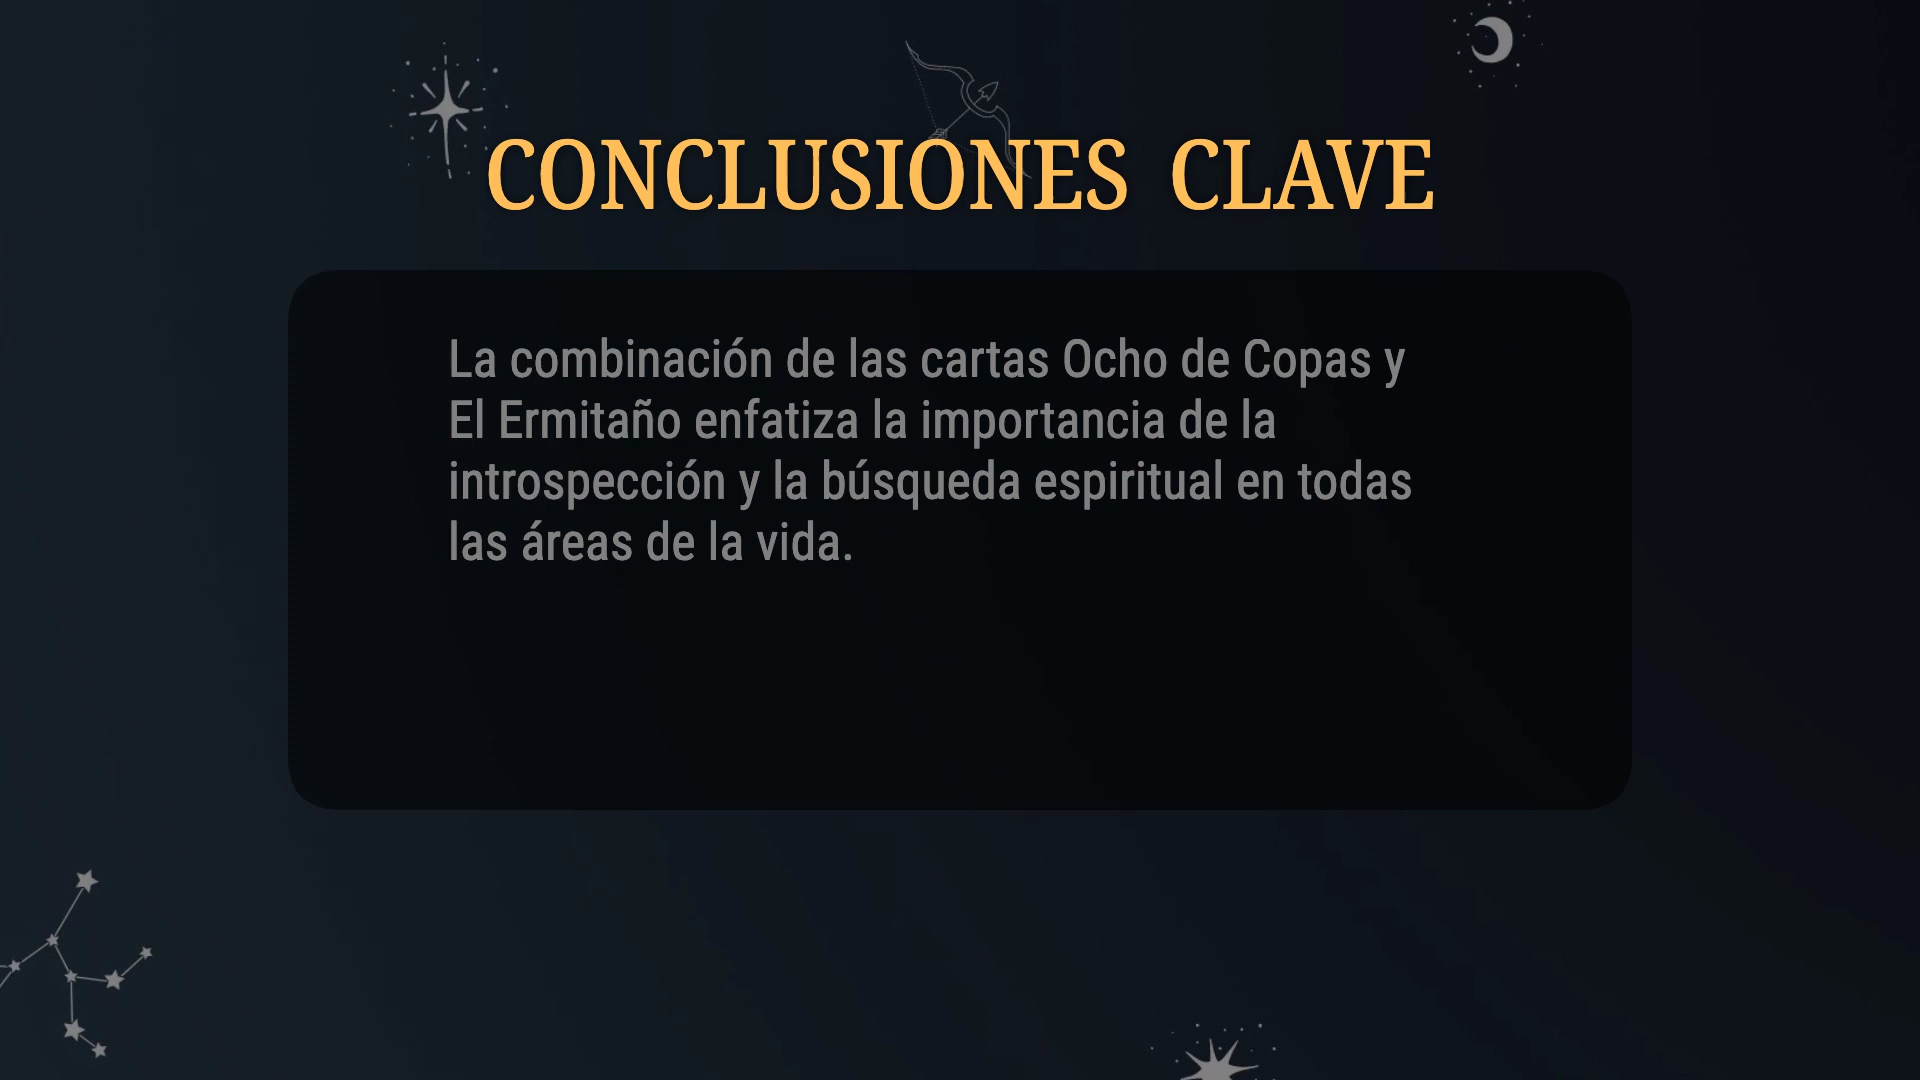 CONCLUSIONES CLAVE
La combinación de las cartas Ocho de Copas y
El Ermitaño enfatiza la importancia de la
introspección y la búsqueda espiritual en todas
las áreas de la vida.